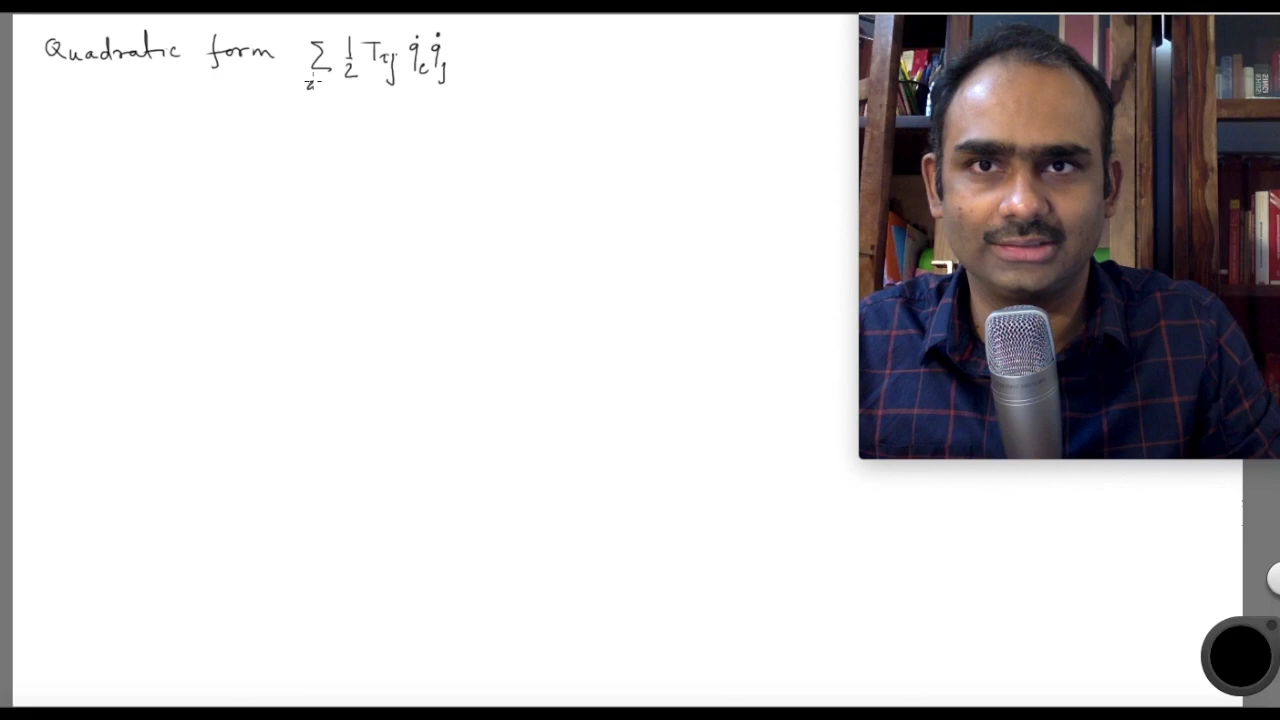 Quadratic form ∑ᵢ ½ Tᵢⱼ q̇ᵢ q̇ⱼ